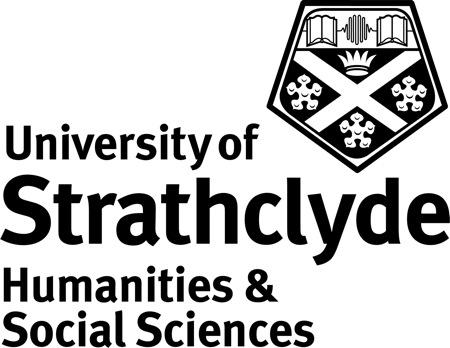 University of
Strathclyde
Humanities &
Social Sciences